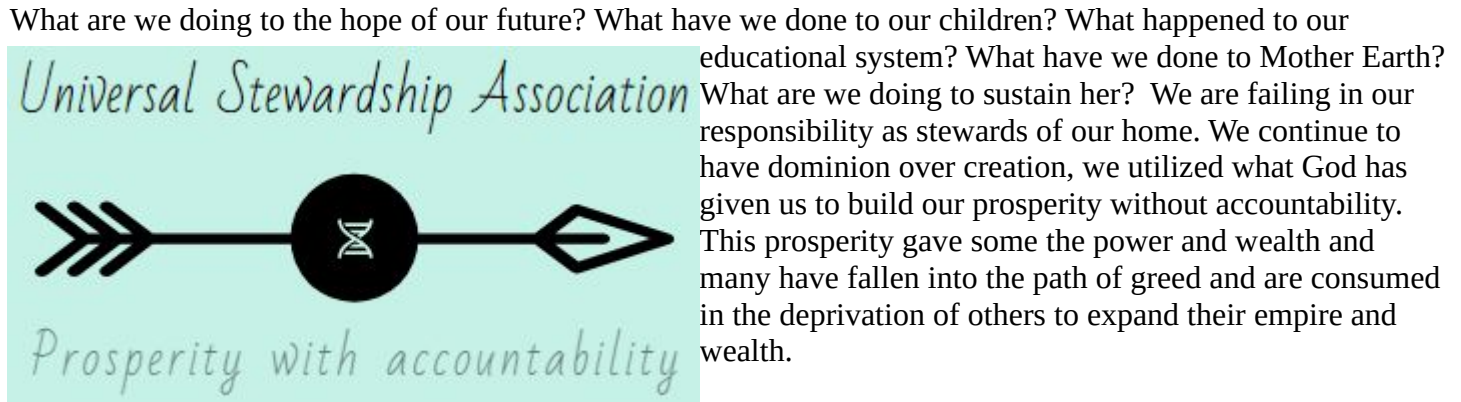 What are we doing to the hope of our future? What have we done to our children? What happened to our
Universal Stewardship Association
Prosperity with accountability
educational system? What have we done to Mother Earth?
What are we doing to sustain her?  We are failing in our
responsibility as stewards of our home. We continue to
have dominion over creation, we utilized what God has
given us to build our prosperity without accountability.
This prosperity gave some the power and wealth and
many have fallen into the path of greed and are consumed
in the deprivation of others to expand their empire and
wealth.